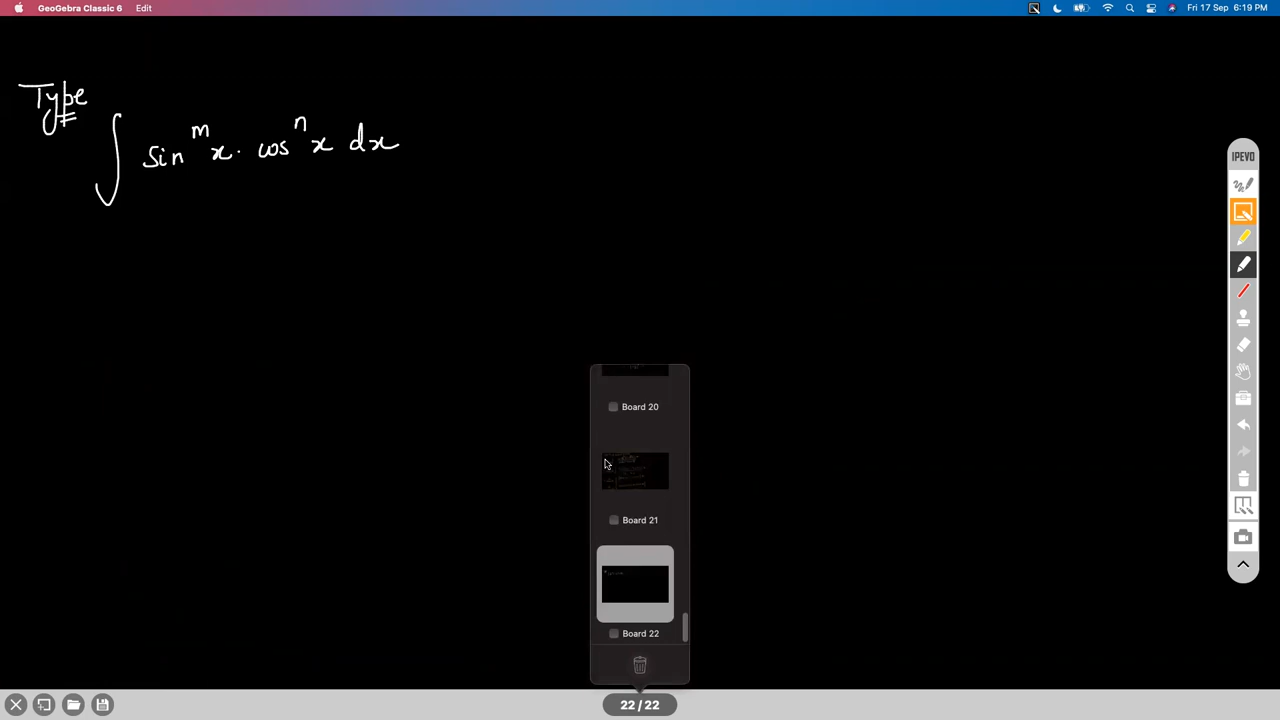 GeoGebra Classic 6 Edit Fri 17 Sep 6:19 PM
Type
∫ sin^m x · cos^n x dx
IPEVO
Board 20
Board 21
Board 22
22 / 22